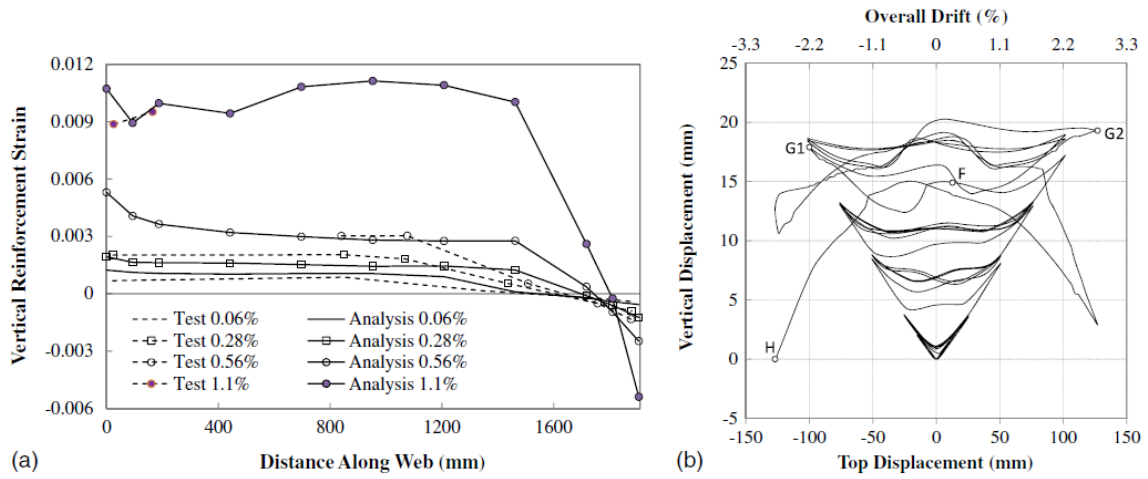 0.012
0.009
0.006
0.003
0
-0.003
-0.006
Vertical Reinforcement Strain
Test 0.06%
Analysis 0.06%
Test 0.28%
Analysis 0.28%
Test 0.56%
Analysis 0.56%
Test 1.1%
Analysis 1.1%
0 400 800 1200 1600
Distance Along Web (mm)
(a)
Overall Drift (%)
-3.3 -2.2 -1.1 0 1.1 2.2 3.3
25
20
15
10
5
0
-5
Vertical Displacement (mm)
G1
G2
F
H
-150 -100 -50 0 50 100 150
Top Displacement (mm)
(b)